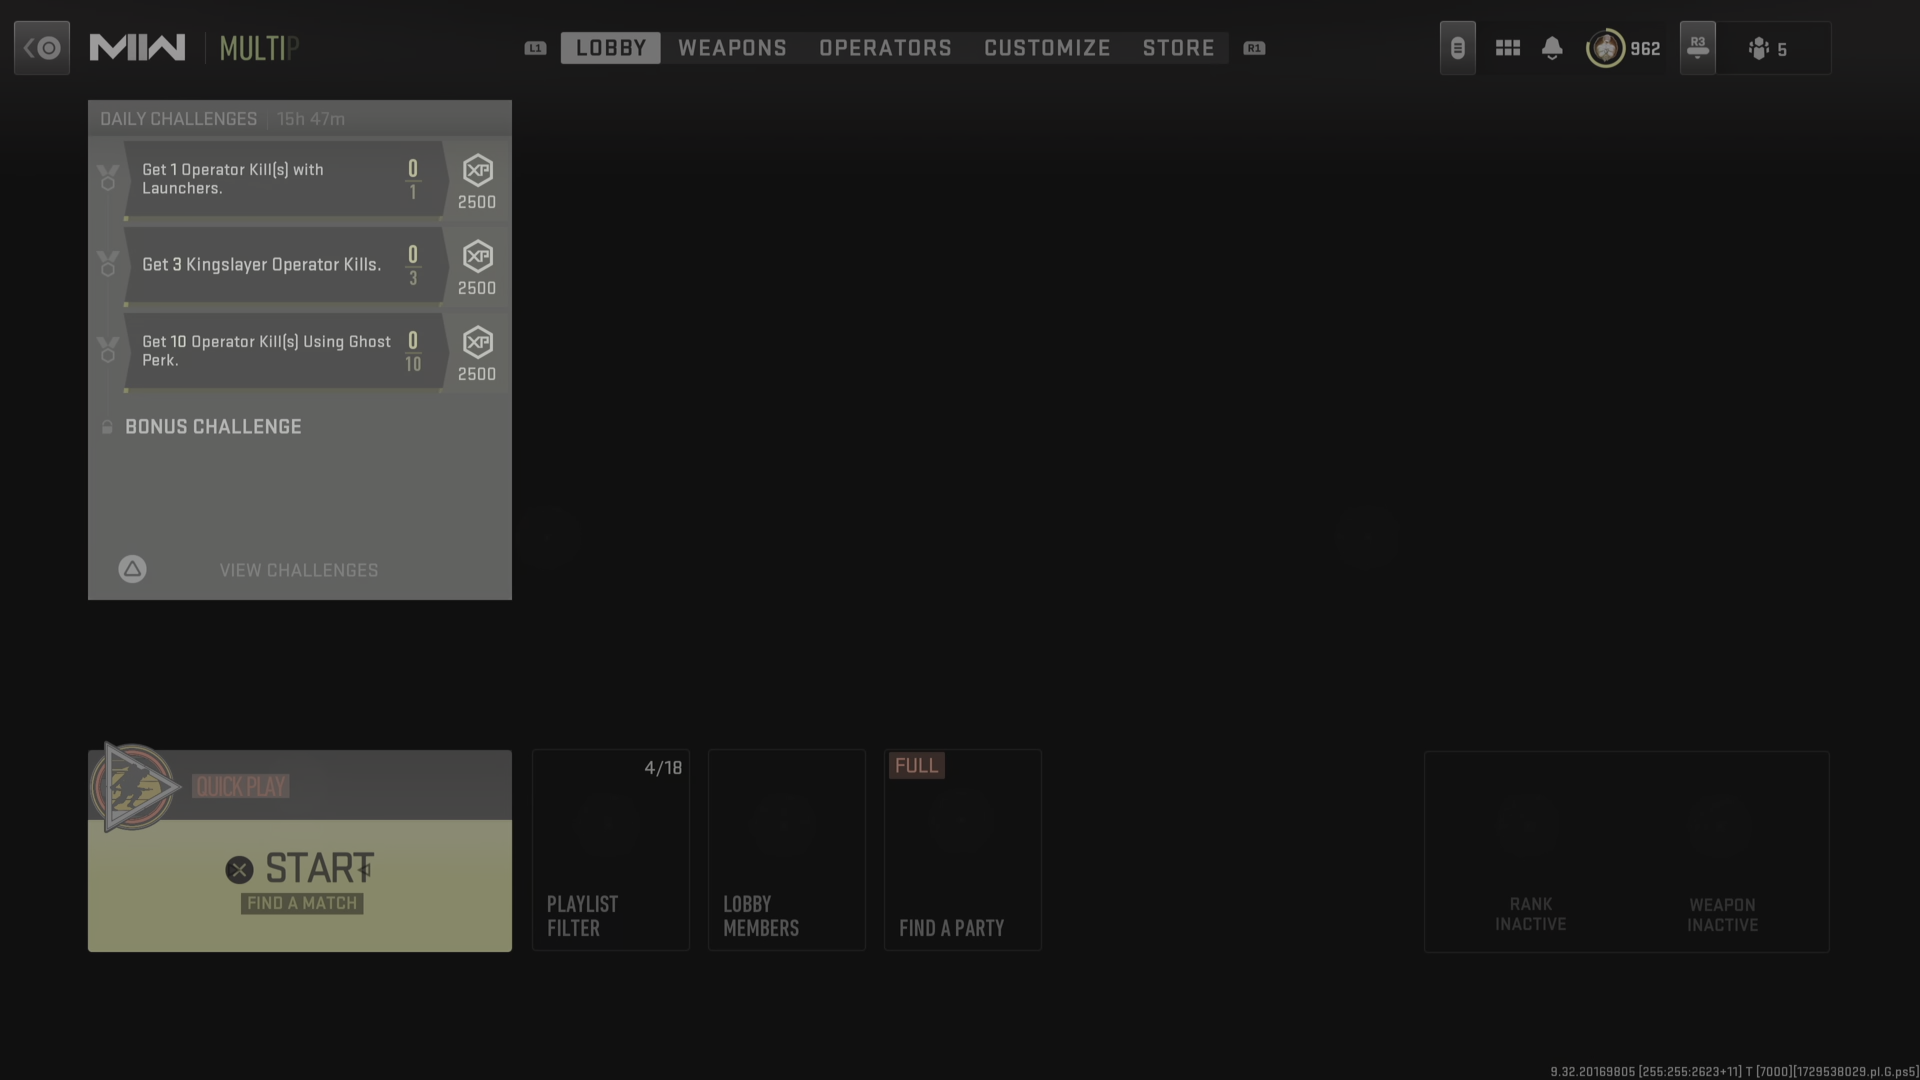 MW MULTIP
L1 LOBBY WEAPONS OPERATORS CUSTOMIZE STORE R1
962 R3 5
DAILY CHALLENGES 15h 47m
Get 1 Operator Kill(s) with
Launchers.
0
1
XP
2500
Get 3 Kingslayer Operator Kills.
0
3
XP
2500
Get 10 Operator Kill(s) Using Ghost
Perk.
0
10
XP
2500
BONUS CHALLENGE
VIEW CHALLENGES
QUICK PLAY
START
FIND A MATCH
4/18
PLAYLIST
FILTER
LOBBY
MEMBERS
FULL
FIND A PARTY
RANK
INACTIVE
WEAPON
INACTIVE
9.32.20169805 [255:255:2623+11] T [7000][1729538029.pl.G.ps5]